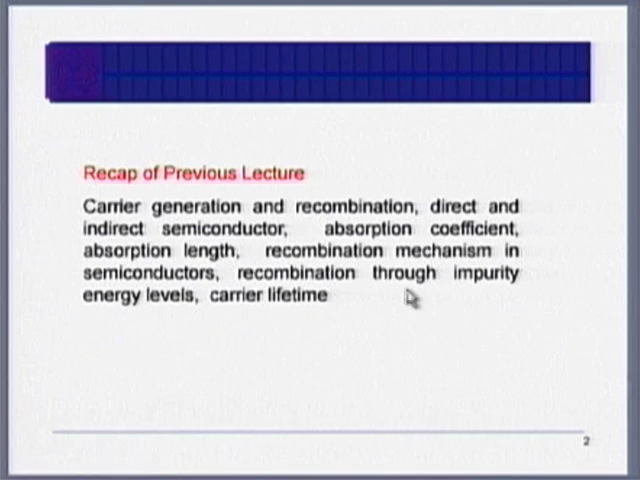 Recap of Previous Lecture
Carrier generation and recombination, direct and
indirect semiconductor, absorption coefficient,
absorption length, recombination mechanism in
semiconductors, recombination through impurity
energy levels, carrier lifetime
2